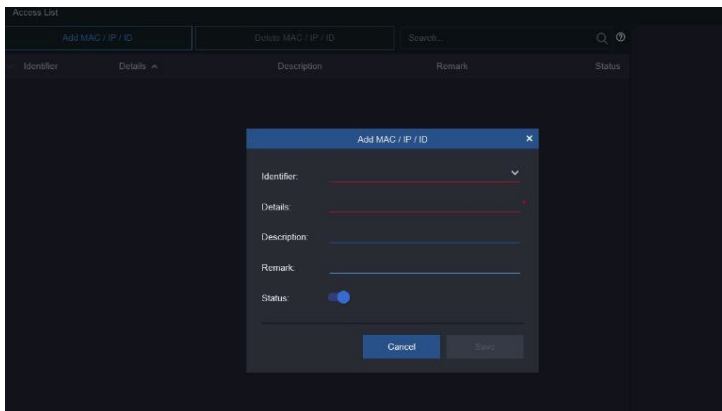 Access List
Add MAC / IP / ID
Delete MAC / IP / ID
Search...
Identifier Details Description Remark Status
Add MAC / IP / ID
Identifier:
Details:
*
Description:
Remark:
Status:
Cancel Save